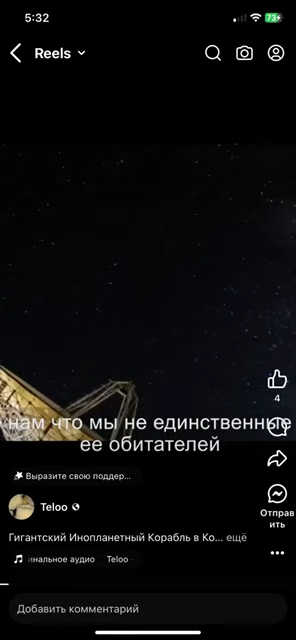 5:32
73
Reels
нам что мы не единственные
ее обитателей
4
Выразите свою поддер...
Teloo
Отправ
ить
Гигантский Инопланетный Корабль в Ко... ещё
инальное аудио Teloo
Добавить комментарий